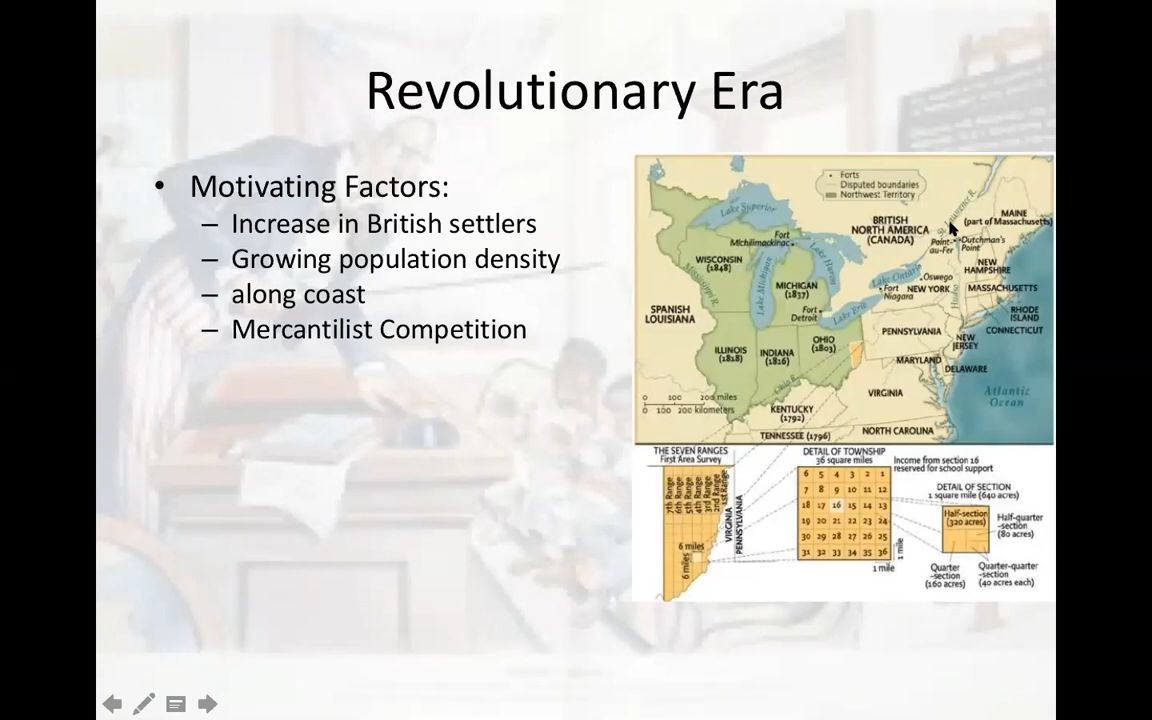 Revolutionary Era
• Motivating Factors:
– Increase in British settlers
– Growing population density
– along coast
– Mercantilist Competition
Forts
Disputed boundaries
Northwest Territory
Lake Superior
BRITISH
NORTH AMERICA
(CANADA)
MAINE
(part of Massachusetts)
St. Lawrence R.
Fort
Michilimackinac
Point-
au-Fer
Dutchman's
Point
WISCONSIN
(1848)
Mississippi R.
Lake Michigan
Lake Huron
MICHIGAN
(1837)
Lake Ontario
Oswego
NEW
HAMPSHIRE
Fort
Niagara
NEW YORK
MASSACHUSETTS
SPANISH
LOUISIANA
Fort
Detroit
Lake Erie
RHODE
ISLAND
CONNECTICUT
PENNSYLVANIA
NEW
JERSEY
ILLINOIS
(1818)
INDIANA
(1816)
OHIO
(1803)
MARYLAND
DELAWARE
Ohio R.
VIRGINIA
Atlantic
Ocean
0 100 200 miles
0 100 200 kilometers
KENTUCKY
(1792)
TENNESSEE (1796)
NORTH CAROLINA
THE SEVEN RANGES
First Area Survey
7th Range
6th Range
5th Range
4th Range
3rd Range
2nd Range
1st Range
VIRGINIA
PENNSYLVANIA
6 miles
6 miles
DETAIL OF TOWNSHIP
36 square miles
6 5 4 3 2 1
7 8 9 10 11 12
18 17 16 15 14 13
19 20 21 22 23 24
30 29 28 27 26 25
31 32 33 34 35 36
1 mile
1 mile
Income from section 16
reserved for school support
DETAIL OF SECTION
1 square mile (640 acres)
Half-section
(320 acres)
Half-quarter
-section
(80 acres)
Quarter
-section
(160 acres)
Quarter-quarter
-section
(40 acres each)